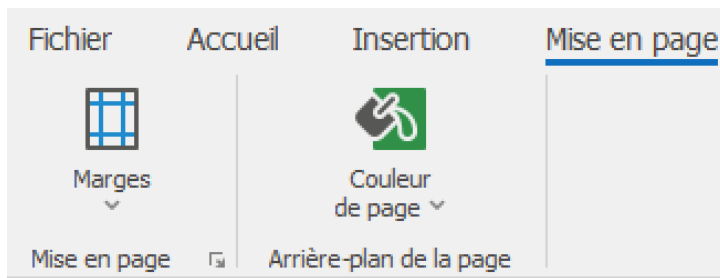 Fichier Accueil Insertion Mise en page
Marges
Couleur
de page
Mise en page
Arrière-plan de la page